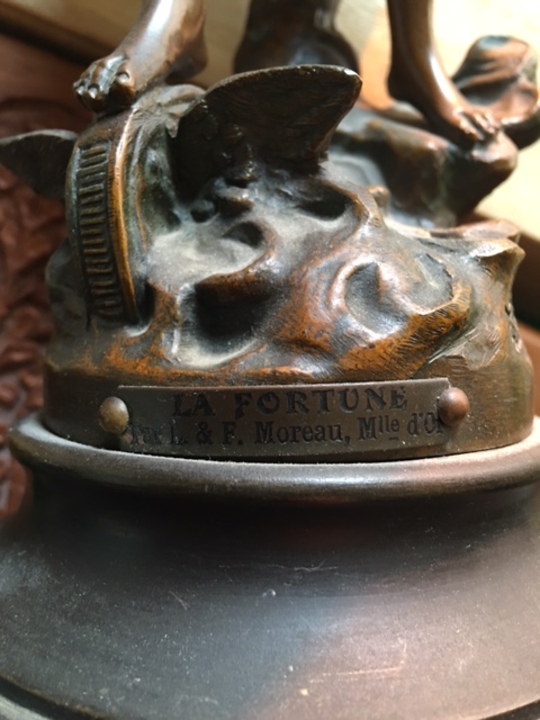 LA FORTUNE
Par L. & F. Moreau, Mlle d'Or